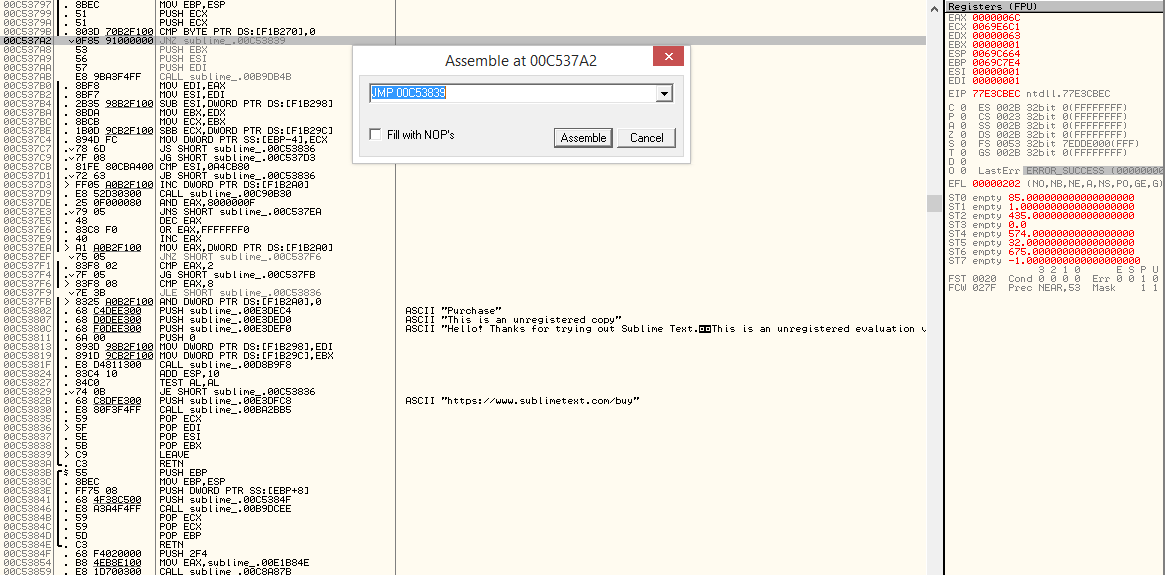 00C53797 . 8BEC MOV EBP,ESP
00C53799 . 51 PUSH ECX
00C5379A . 51 PUSH ECX
00C5379B . 803D 70B2F100 CMP BYTE PTR DS:[F1B270],0
00C537A2 .v0F85 91000000 JNZ sublime_.00C53839
00C537A8 53 PUSH EBX
00C537A9 56 PUSH ESI
00C537AA 57 PUSH EDI
00C537AB E8 9BA3F4FF CALL sublime_.00B9DB4B
00C537B0 . 8BF8 MOV EDI,EAX
00C537B2 . 8BF7 MOV ESI,EDI
00C537B4 . 2B35 98B2F100 SUB ESI,DWORD PTR DS:[F1B298]
00C537BA . 8BDA MOV EBX,EDX
00C537BC . 8BCB MOV ECX,EBX
00C537BE . 1B0D 9CB2F100 SBB ECX,DWORD PTR DS:[F1B29C]
00C537C4 . 894D FC MOV DWORD PTR SS:[EBP-4],ECX
00C537C7 .v78 6D JS SHORT sublime_.00C53836
00C537C9 .v7F 08 JG SHORT sublime_.00C537D3
00C537CB . 81FE 80CBA400 CMP ESI,0A4CB80
00C537D1 .v72 63 JB SHORT sublime_.00C53836
00C537D3 > FF05 A0B2F100 INC DWORD PTR DS:[F1B2A0]
00C537D9 . E8 52D30300 CALL sublime_.00C90B30
00C537DE . 25 0F000080 AND EAX,8000000F
00C537E3 .v79 05 JNS SHORT sublime_.00C537EA
00C537E5 . 48 DEC EAX
00C537E6 . 83C8 F0 OR EAX,FFFFFFF0
00C537E9 . 40 INC EAX
00C537EA > A1 A0B2F100 MOV EAX,DWORD PTR DS:[F1B2A0]
00C537EF v75 05 JNZ SHORT sublime_.00C537F6
00C537F1 . 83F8 02 CMP EAX,2
00C537F4 .v7F 05 JG SHORT sublime_.00C537FB
00C537F6 > 83F8 08 CMP EAX,8
00C537F9 .v7E 3B JLE SHORT sublime_.00C53836
00C537FB > 8325 A0B2F100 AND DWORD PTR DS:[F1B2A0],0
00C53802 . 68 C4DEE300 PUSH sublime_.00E3DEC4 ASCII "Purchase"
00C53807 . 68 D0DEE300 PUSH sublime_.00E3DED0 ASCII "This is an unregistered copy"
00C5380C . 68 F0DEE300 PUSH sublime_.00E3DEF0 ASCII "Hello! Thanks for trying out Sublime Text.This is an unregistered evaluation v
00C53811 . 6A 00 PUSH 0
00C53813 . 893D 98B2F100 MOV DWORD PTR DS:[F1B298],EDI
00C53819 . 891D 9CB2F100 MOV DWORD PTR DS:[F1B29C],EBX
00C5381F . E8 D4811300 CALL sublime_.00D8B9F8
00C53824 . 83C4 10 ADD ESP,10
00C53827 . 84C0 TEST AL,AL
00C53829 .v74 0B JE SHORT sublime_.00C53836
00C5382B . 68 C8DFE300 PUSH sublime_.00E3DFC8 ASCII "https://www.sublimetext.com/buy"
00C53830 . E8 80F3F4FF CALL sublime_.00BA2BB5
00C53835 . 59 POP ECX
00C53836 > 5F POP EDI
00C53837 . 5E POP ESI
00C53838 . 5B POP EBX
00C53839 > C9 LEAVE
00C5383A . C3 RETN
00C5383B $ 55 PUSH EBP
00C5383C . 8BEC MOV EBP,ESP
00C5383E . FF75 08 PUSH DWORD PTR SS:[EBP+8]
00C53841 . 68 4F38C500 PUSH sublime_.00C5384F
00C53846 . E8 A3A4F4FF CALL sublime_.00B9DCEE
00C5384B . 59 POP ECX
00C5384C . 59 POP ECX
00C5384D . 5D POP EBP
00C5384E . C3 RETN
00C5384F . 68 F4020000 PUSH 2F4
00C53854 . B8 4EB8E100 MOV EAX,sublime_.00E1B84E
00C53859 . E8 1D700300 CALL sublime_.00C8A87B
Assemble at 00C537A2
JMP 00C53839
Fill with NOP's
Assemble
Cancel
Registers (FPU)
EAX 0000006C
ECX 0069E6C1
EDX 00000063
EBX 00000001
ESP 0069C664
EBP 0069C7E4
ESI 00000001
EDI 00000001
EIP 77E3CBEC ntdll.77E3CBEC
C 0 ES 002B 32bit 0(FFFFFFFF)
P 0 CS 0023 32bit 0(FFFFFFFF)
A 0 SS 002B 32bit 0(FFFFFFFF)
Z 0 DS 002B 32bit 0(FFFFFFFF)
S 0 FS 0053 32bit 7EDDE000(FFF)
T 0 GS 002B 32bit 0(FFFFFFFF)
D 0
O 0 LastErr ERROR_SUCCESS (00000000
EFL 00000202 (NO,NB,NE,A,NS,PO,GE,G)
ST0 empty 85.000000000000000000
ST1 empty 1.0000000000000000000
ST2 empty 435.00000000000000000
ST3 empty 0.0
ST4 empty 574.00000000000000000
ST5 empty 32.000000000000000000
ST6 empty 675.00000000000000000
ST7 empty -1.0000000000000000000
3 2 1 0 E S P U
FST 0020 Cond 0 0 0 0 Err 0 0 1 0
FCW 027F Prec NEAR,53 Mask 1 1